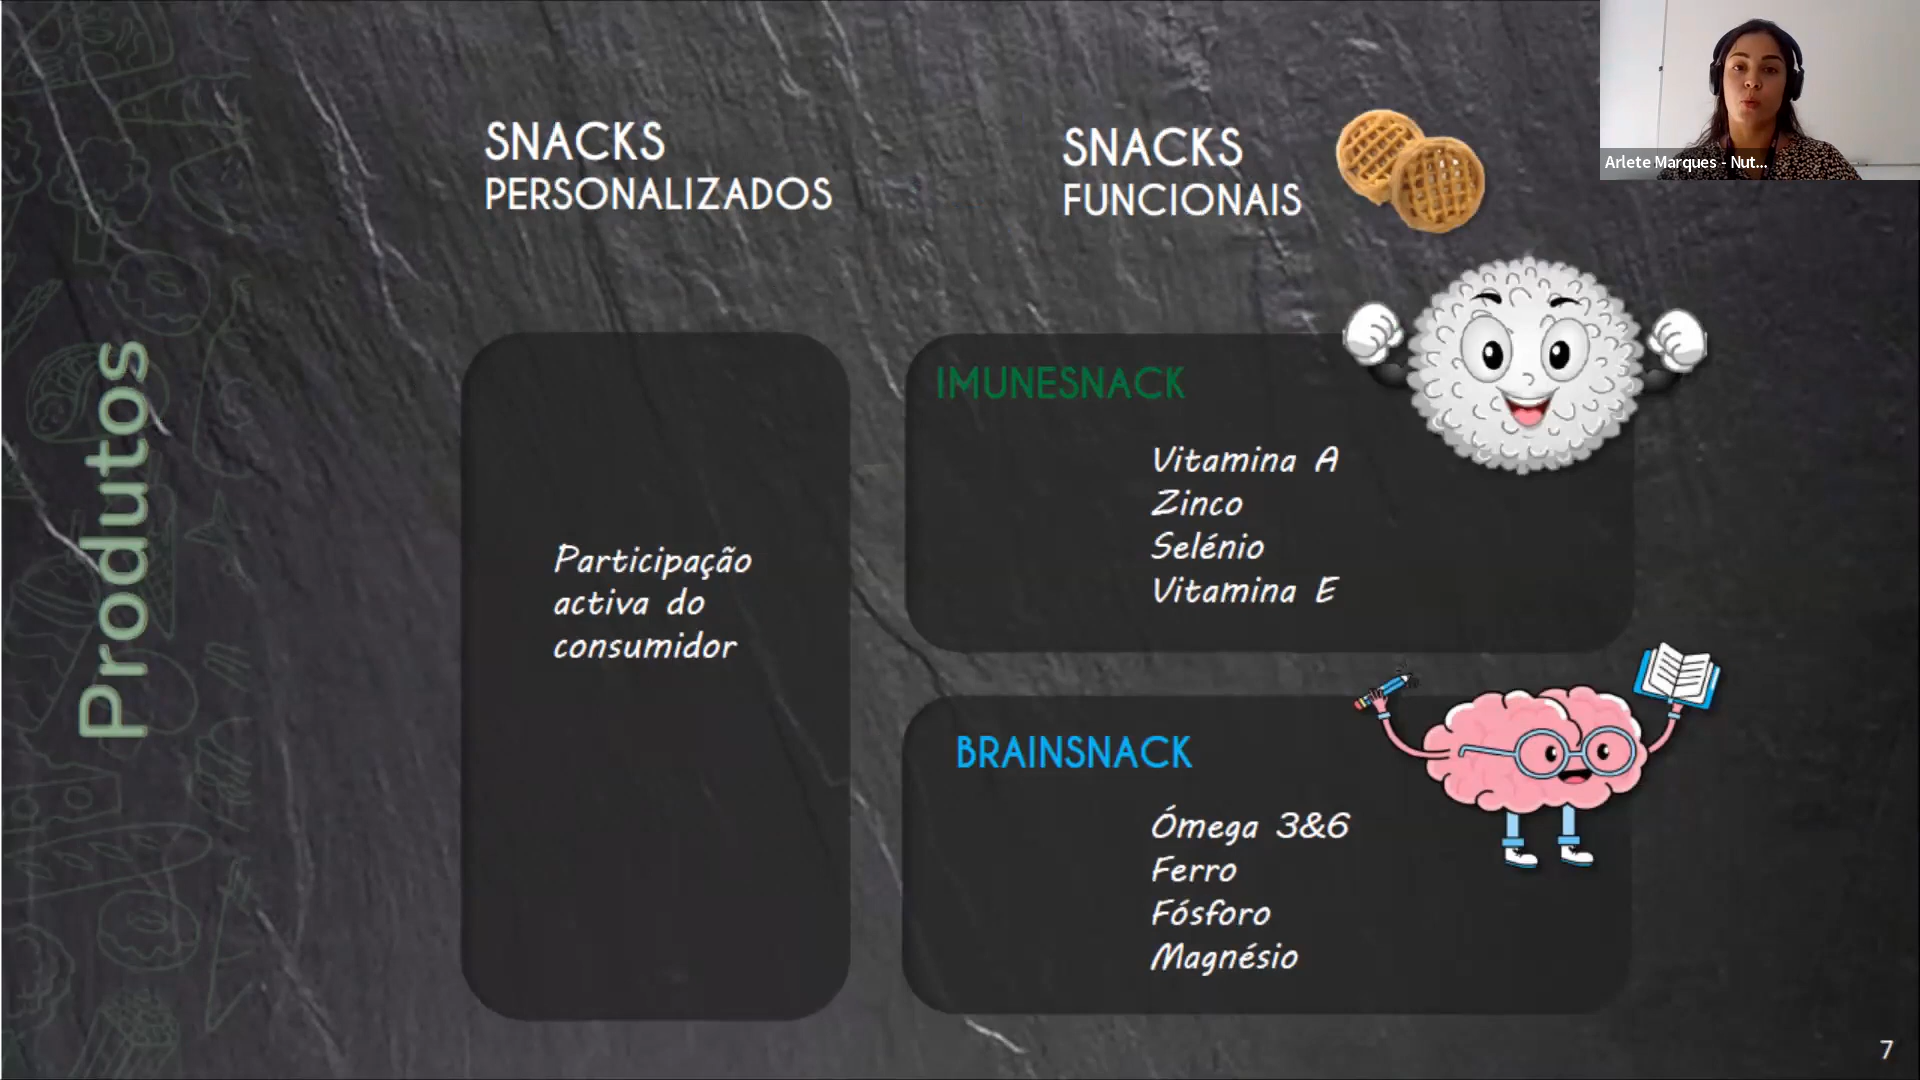 Produtos
SNACKS
PERSONALIZADOS
Participação
activa do
consumidor
SNACKS
FUNCIONAIS
IMUNESNACK
Vitamina A
Zinco
Selénio
Vitamina E
BRAINSNACK
Ómega 3&6
Ferro
Fósforo
Magnésio
Arlete Marques - Nut...
7